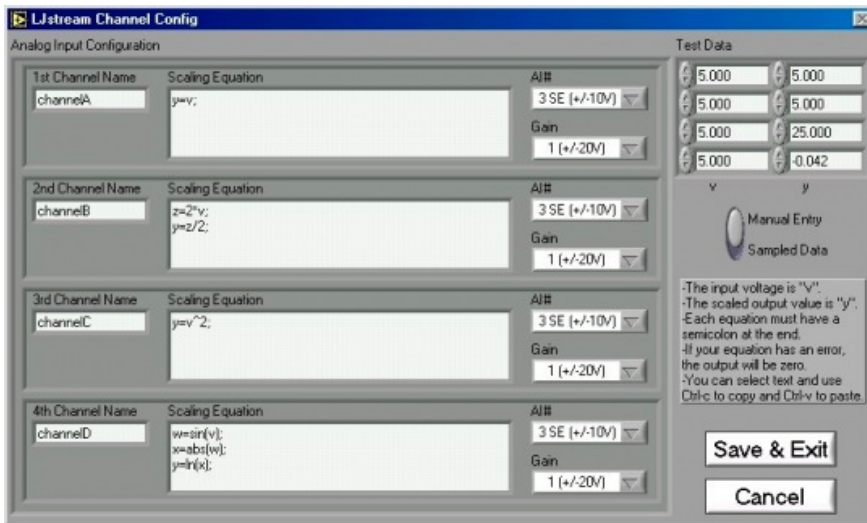 LJstream Channel Config
Analog Input Configuration
1st Channel Name
channelA
Scaling Equation
y=v;
AI#
3 SE (+/-10V)
Gain
1 (+/-20V)
2nd Channel Name
channelB
Scaling Equation
z=2*v;
y=z/2;
AI#
3 SE (+/-10V)
Gain
1 (+/-20V)
3rd Channel Name
channelC
Scaling Equation
y=v^2;
AI#
3 SE (+/-10V)
Gain
1 (+/-20V)
4th Channel Name
channelD
Scaling Equation
w=sin(v);
x=abs(w);
y=ln(x);
AI#
3 SE (+/-10V)
Gain
1 (+/-20V)
Test Data
5.000 5.000
5.000 5.000
5.000 25.000
5.000 -0.042
v y
Manual Entry
Sampled Data
-The input voltage is "v".
-The scaled output value is "y".
-Each equation must have a
semicolon at the end.
-If your equation has an error,
the output will be zero.
-You can select text and use
Ctrl-c to copy and Ctrl-v to paste.
Save & Exit
Cancel